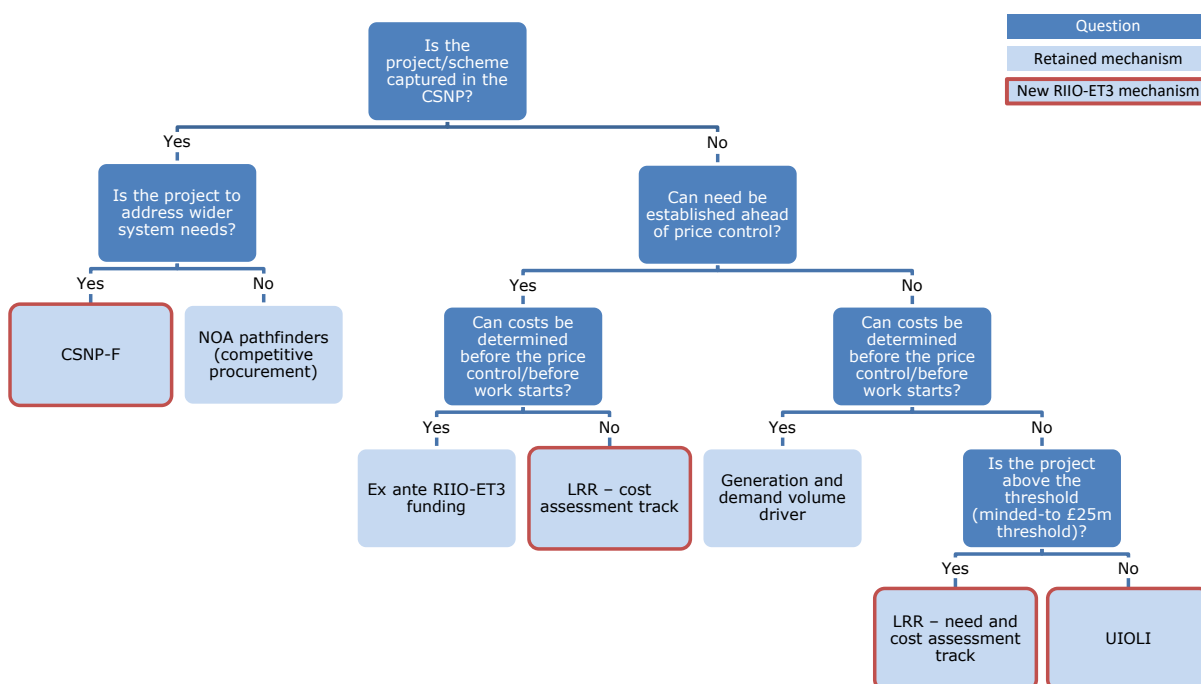 Question
Retained mechanism
New RIIO-ET3 mechanism
Is the
project/scheme
captured in the
CSNP?
Yes
No
Is the project to
address wider
system needs?
Can need be
established ahead
of price control?
Yes
No
Yes
No
CSNP-F
NOA pathfinders
(competitive
procurement)
Can costs be
determined
before the price
control/before
work starts?
Can costs be
determined
before the price
control/before
work starts?
Yes
No
Yes
No
Ex ante RIIO-ET3
funding
LRR – cost
assessment track
Generation and
demand volume
driver
Is the project
above the
threshold
(minded-to £25m
threshold)?
Yes
No
LRR – need and
cost assessment
track
UIOLI